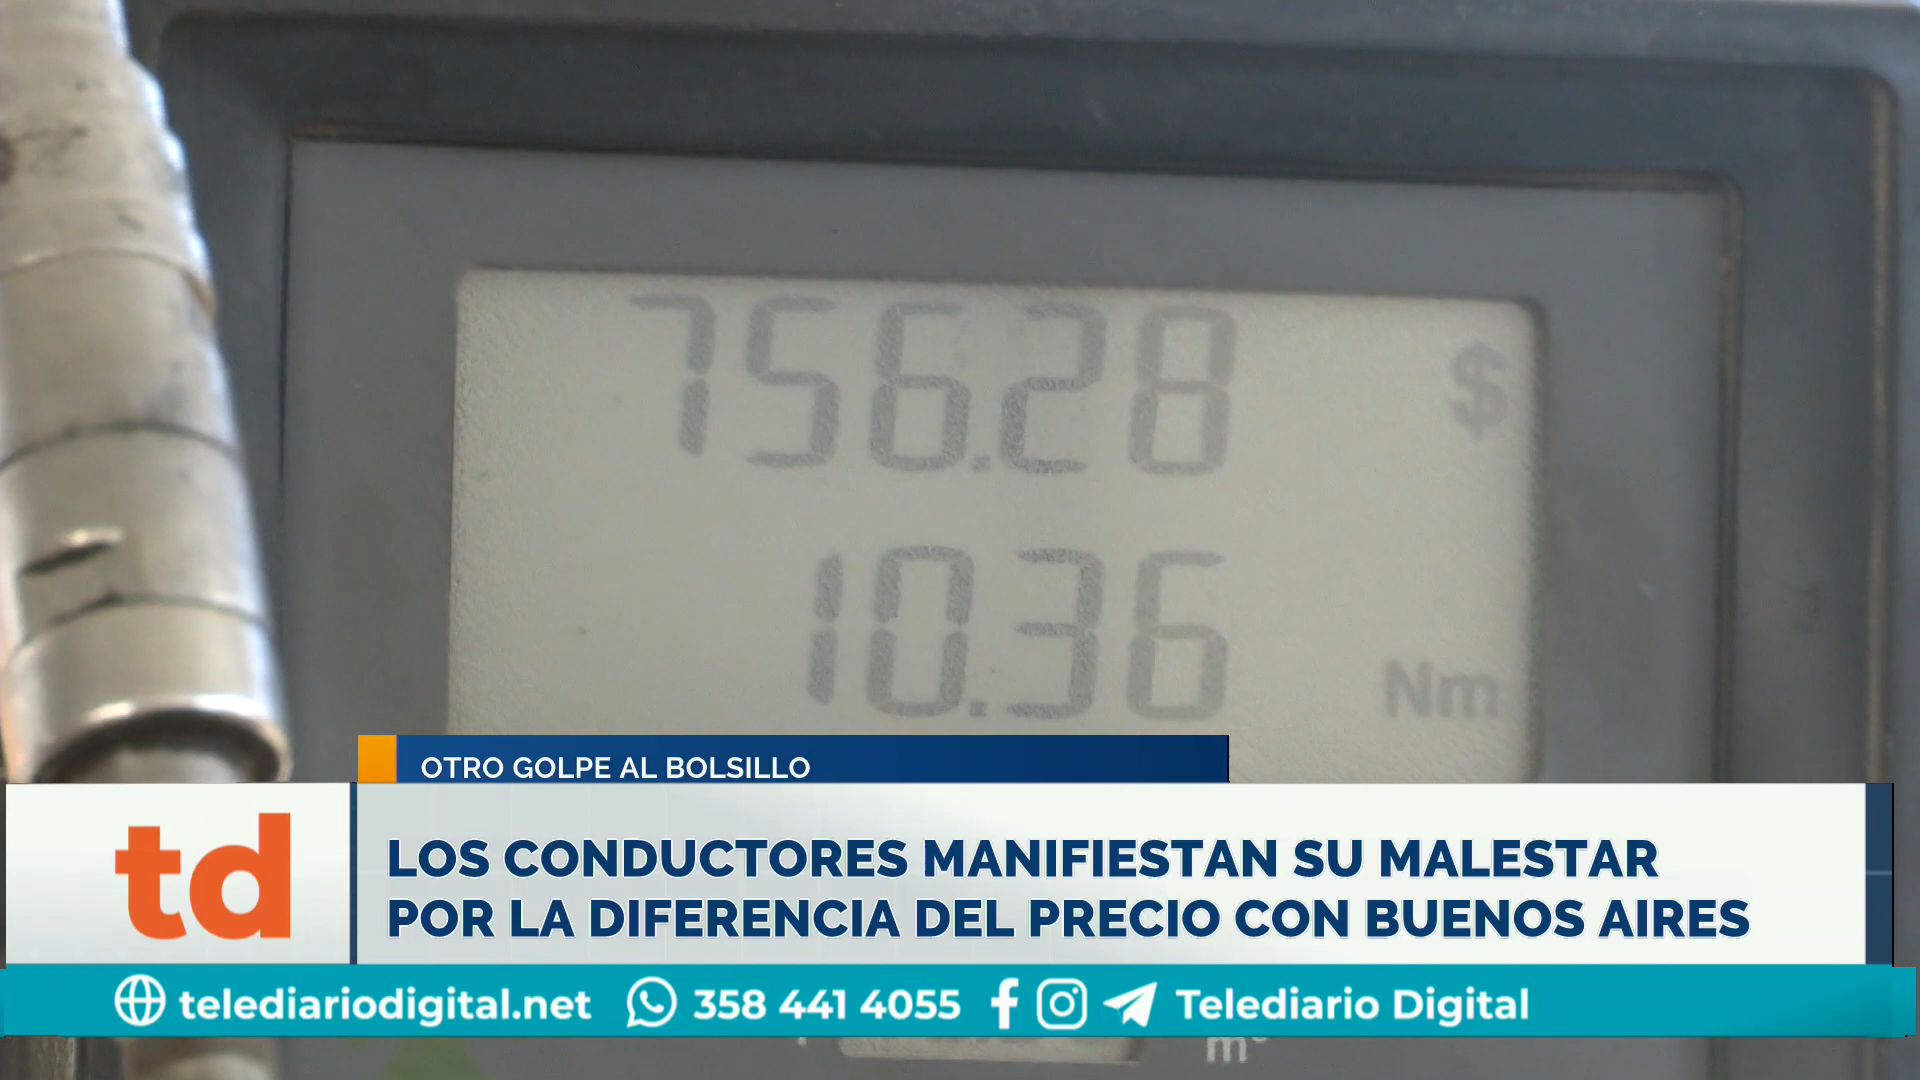 756.28 $
10.36 Nm
OTRO GOLPE AL BOLSILLO
td
LOS CONDUCTORES MANIFIESTAN SU MALESTAR
POR LA DIFERENCIA DEL PRECIO CON BUENOS AIRES
telediariodigital.net 358 441 4055 Telediario Digital